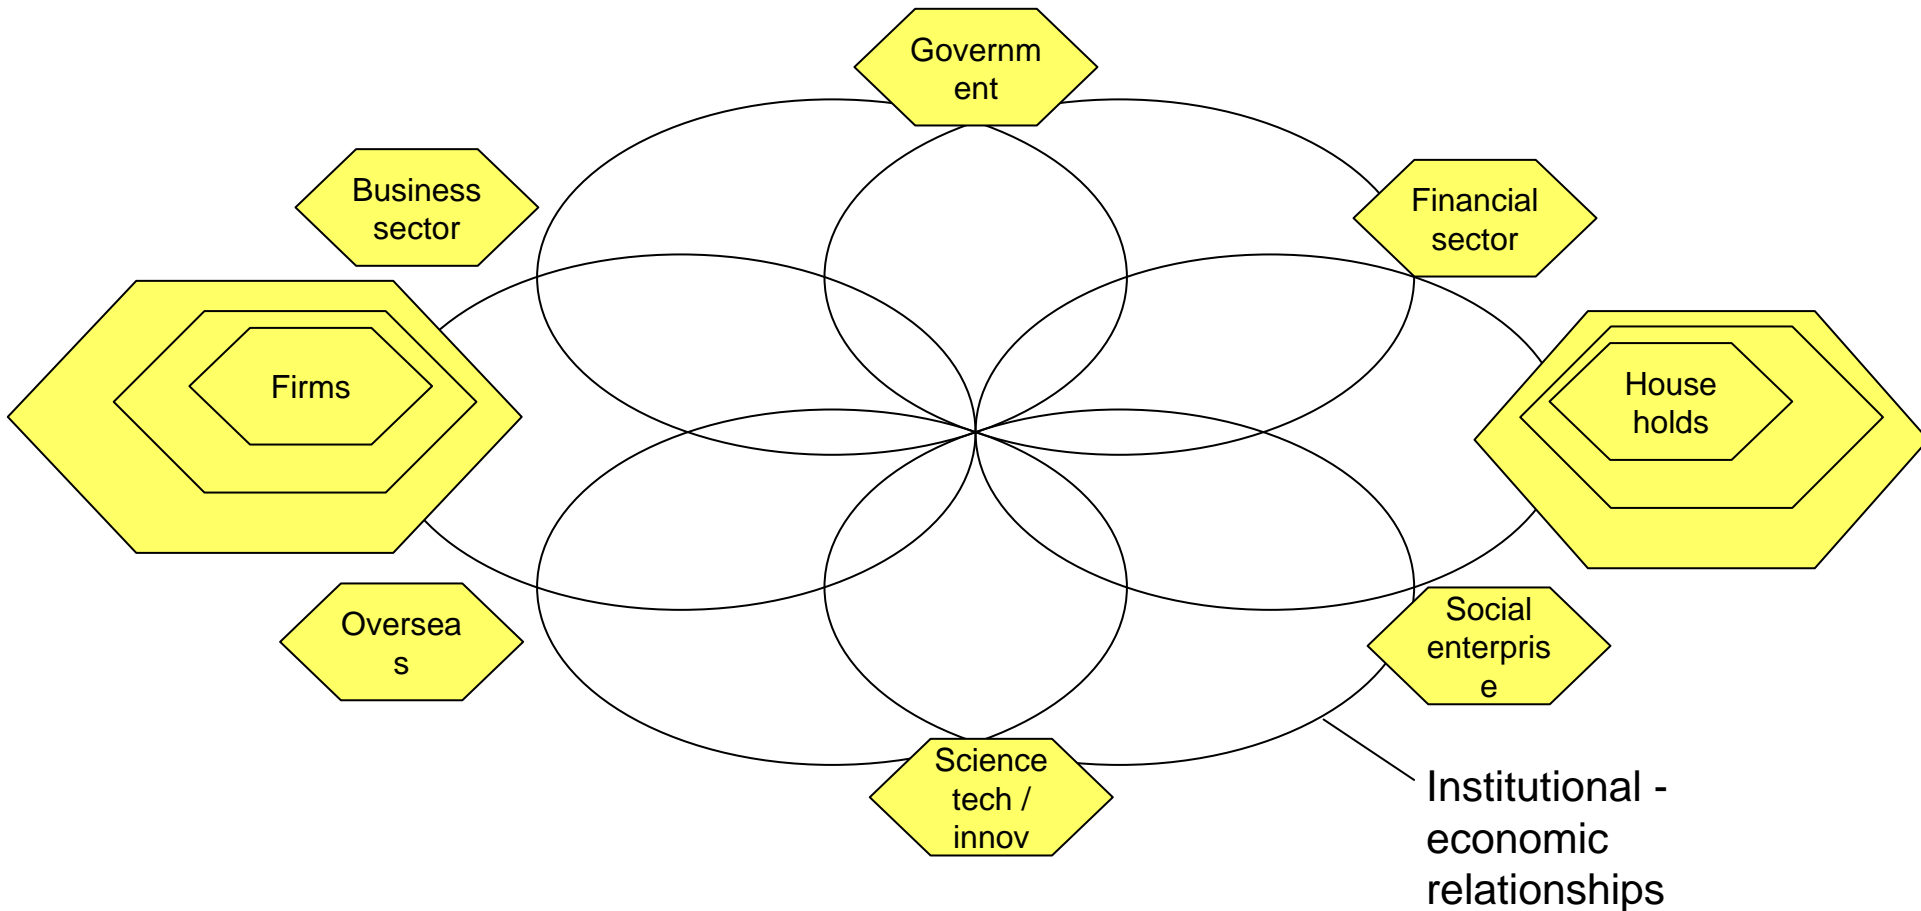 Governm
ent
Business
sector
Financial
sector
Firms
House
holds
Oversea
s
Social
enterpris
e
Science
tech /
innov
Institutional -
economic
relationships